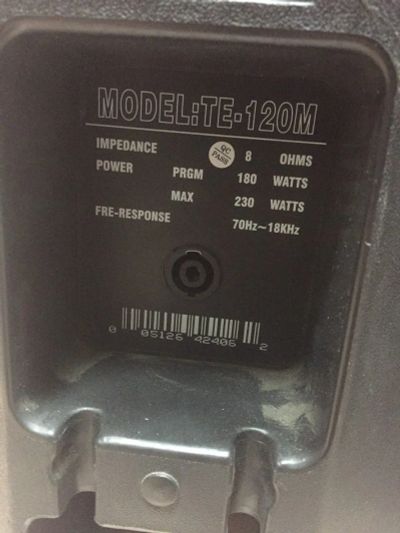 MODEL:TE-120M
IMPEDANCE QC PASS 8 OHMS
POWER PRGM 180 WATTS
MAX 230 WATTS
FRE-RESPONSE 70Hz~18KHz
0 05126 42406 2